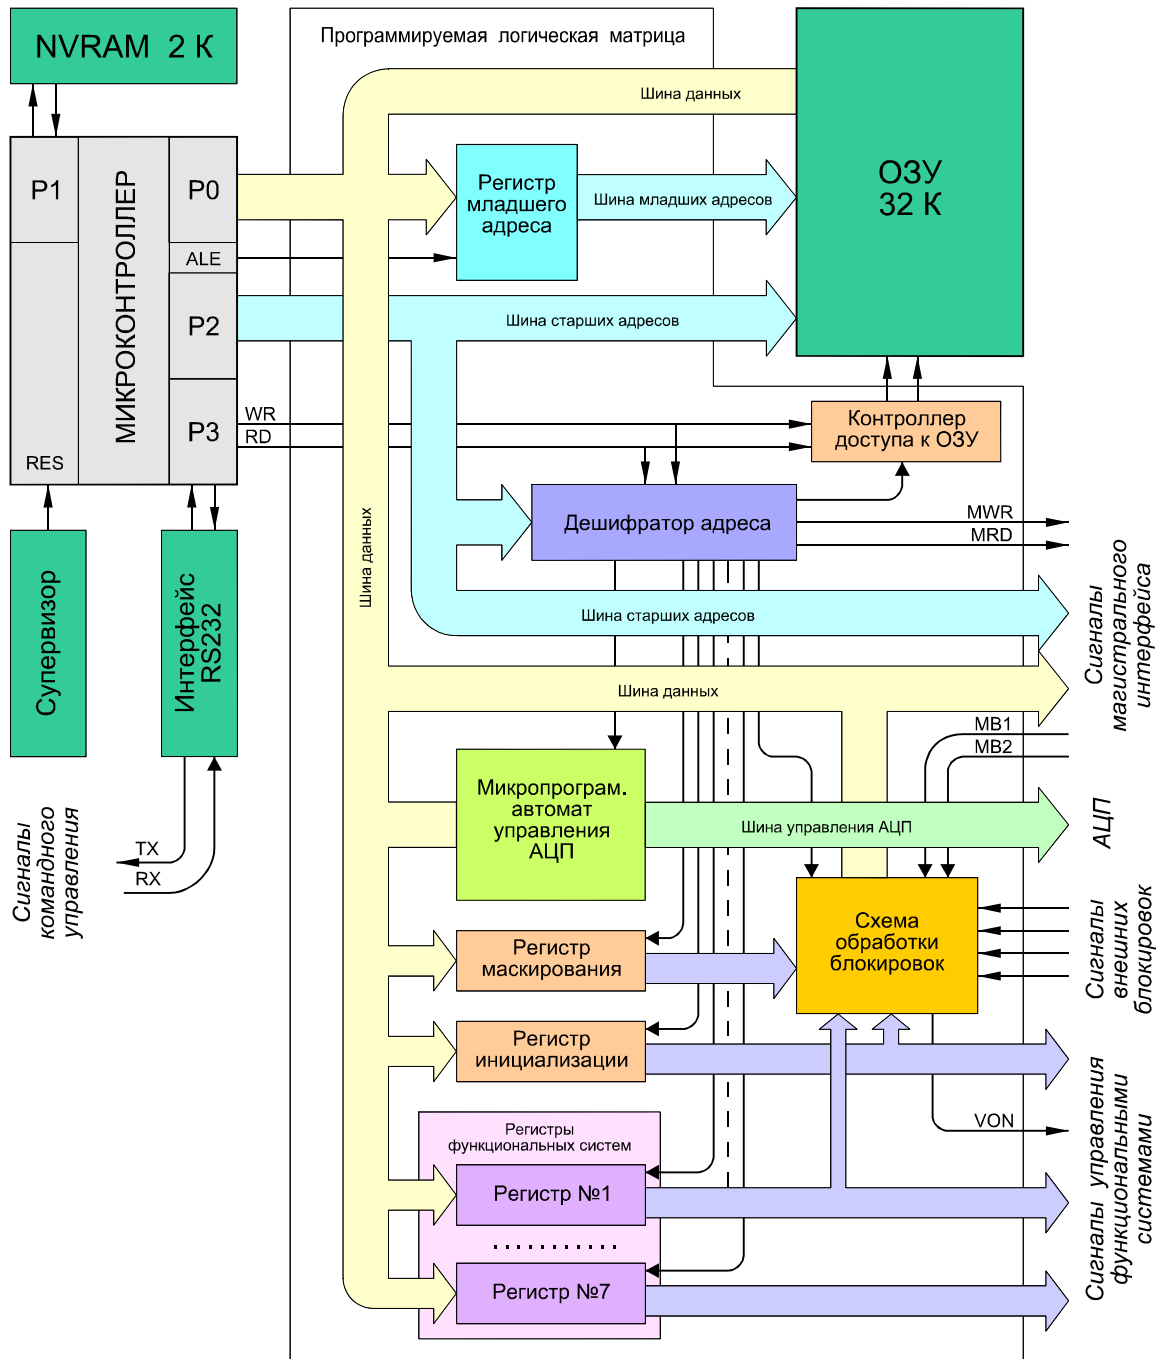 NVRAM 2 K
Программируемая логическая матрица
Шина данных
P1
МИКРОКОНТРОЛЛЕР
P0
ALE
P2
P3
RES
Регистр
младшего
адреса
Шина младших адресов
ОЗУ
32 К
Шина старших адресов
WR
RD
Контроллер
доступа к ОЗУ
Дешифратор адреса
MWR
MRD
Шина данных
Супервизор
Интерфейс
RS232
Шина старших адресов
Сигналы
магистрального
интерфейса
Шина данных
MB1
MB2
Микропрограм.
автомат
управления
АЦП
Шина управления АЦП
АЦП
TX
RX
Сигналы
командного
управления
Схема
обработки
блокировок
Сигналы
внешних
блокировок
Регистр
маскирования
Регистр
инициализации
VON
Регистры
функциональных систем
Регистр №1
. . . . . . . . . . .
Регистр №7
Сигналы управления
функциональными
системами